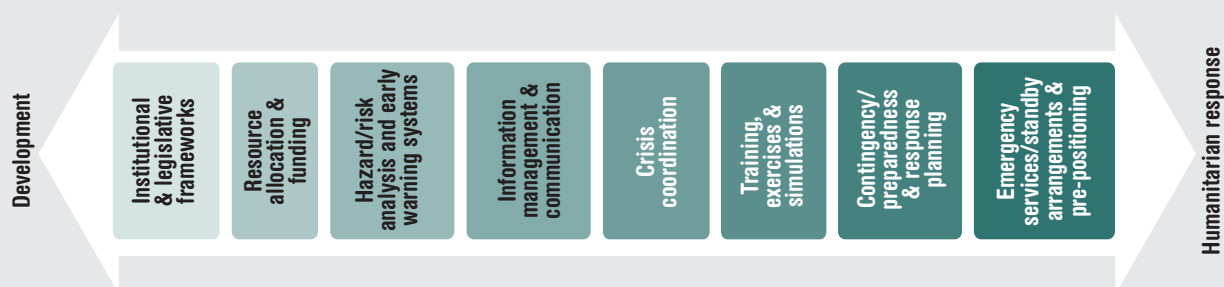 Development
Institutional
& legislative
frameworks
Resource
allocation &
funding
Hazard/risk
analysis and early
warning systems
Information
management &
communication
Crisis
coordination
Training,
exercises &
simulations
Contingency/
preparedness
& response
planning
Emergency
services/standby
arrangements &
pre-positioning
Humanitarian response